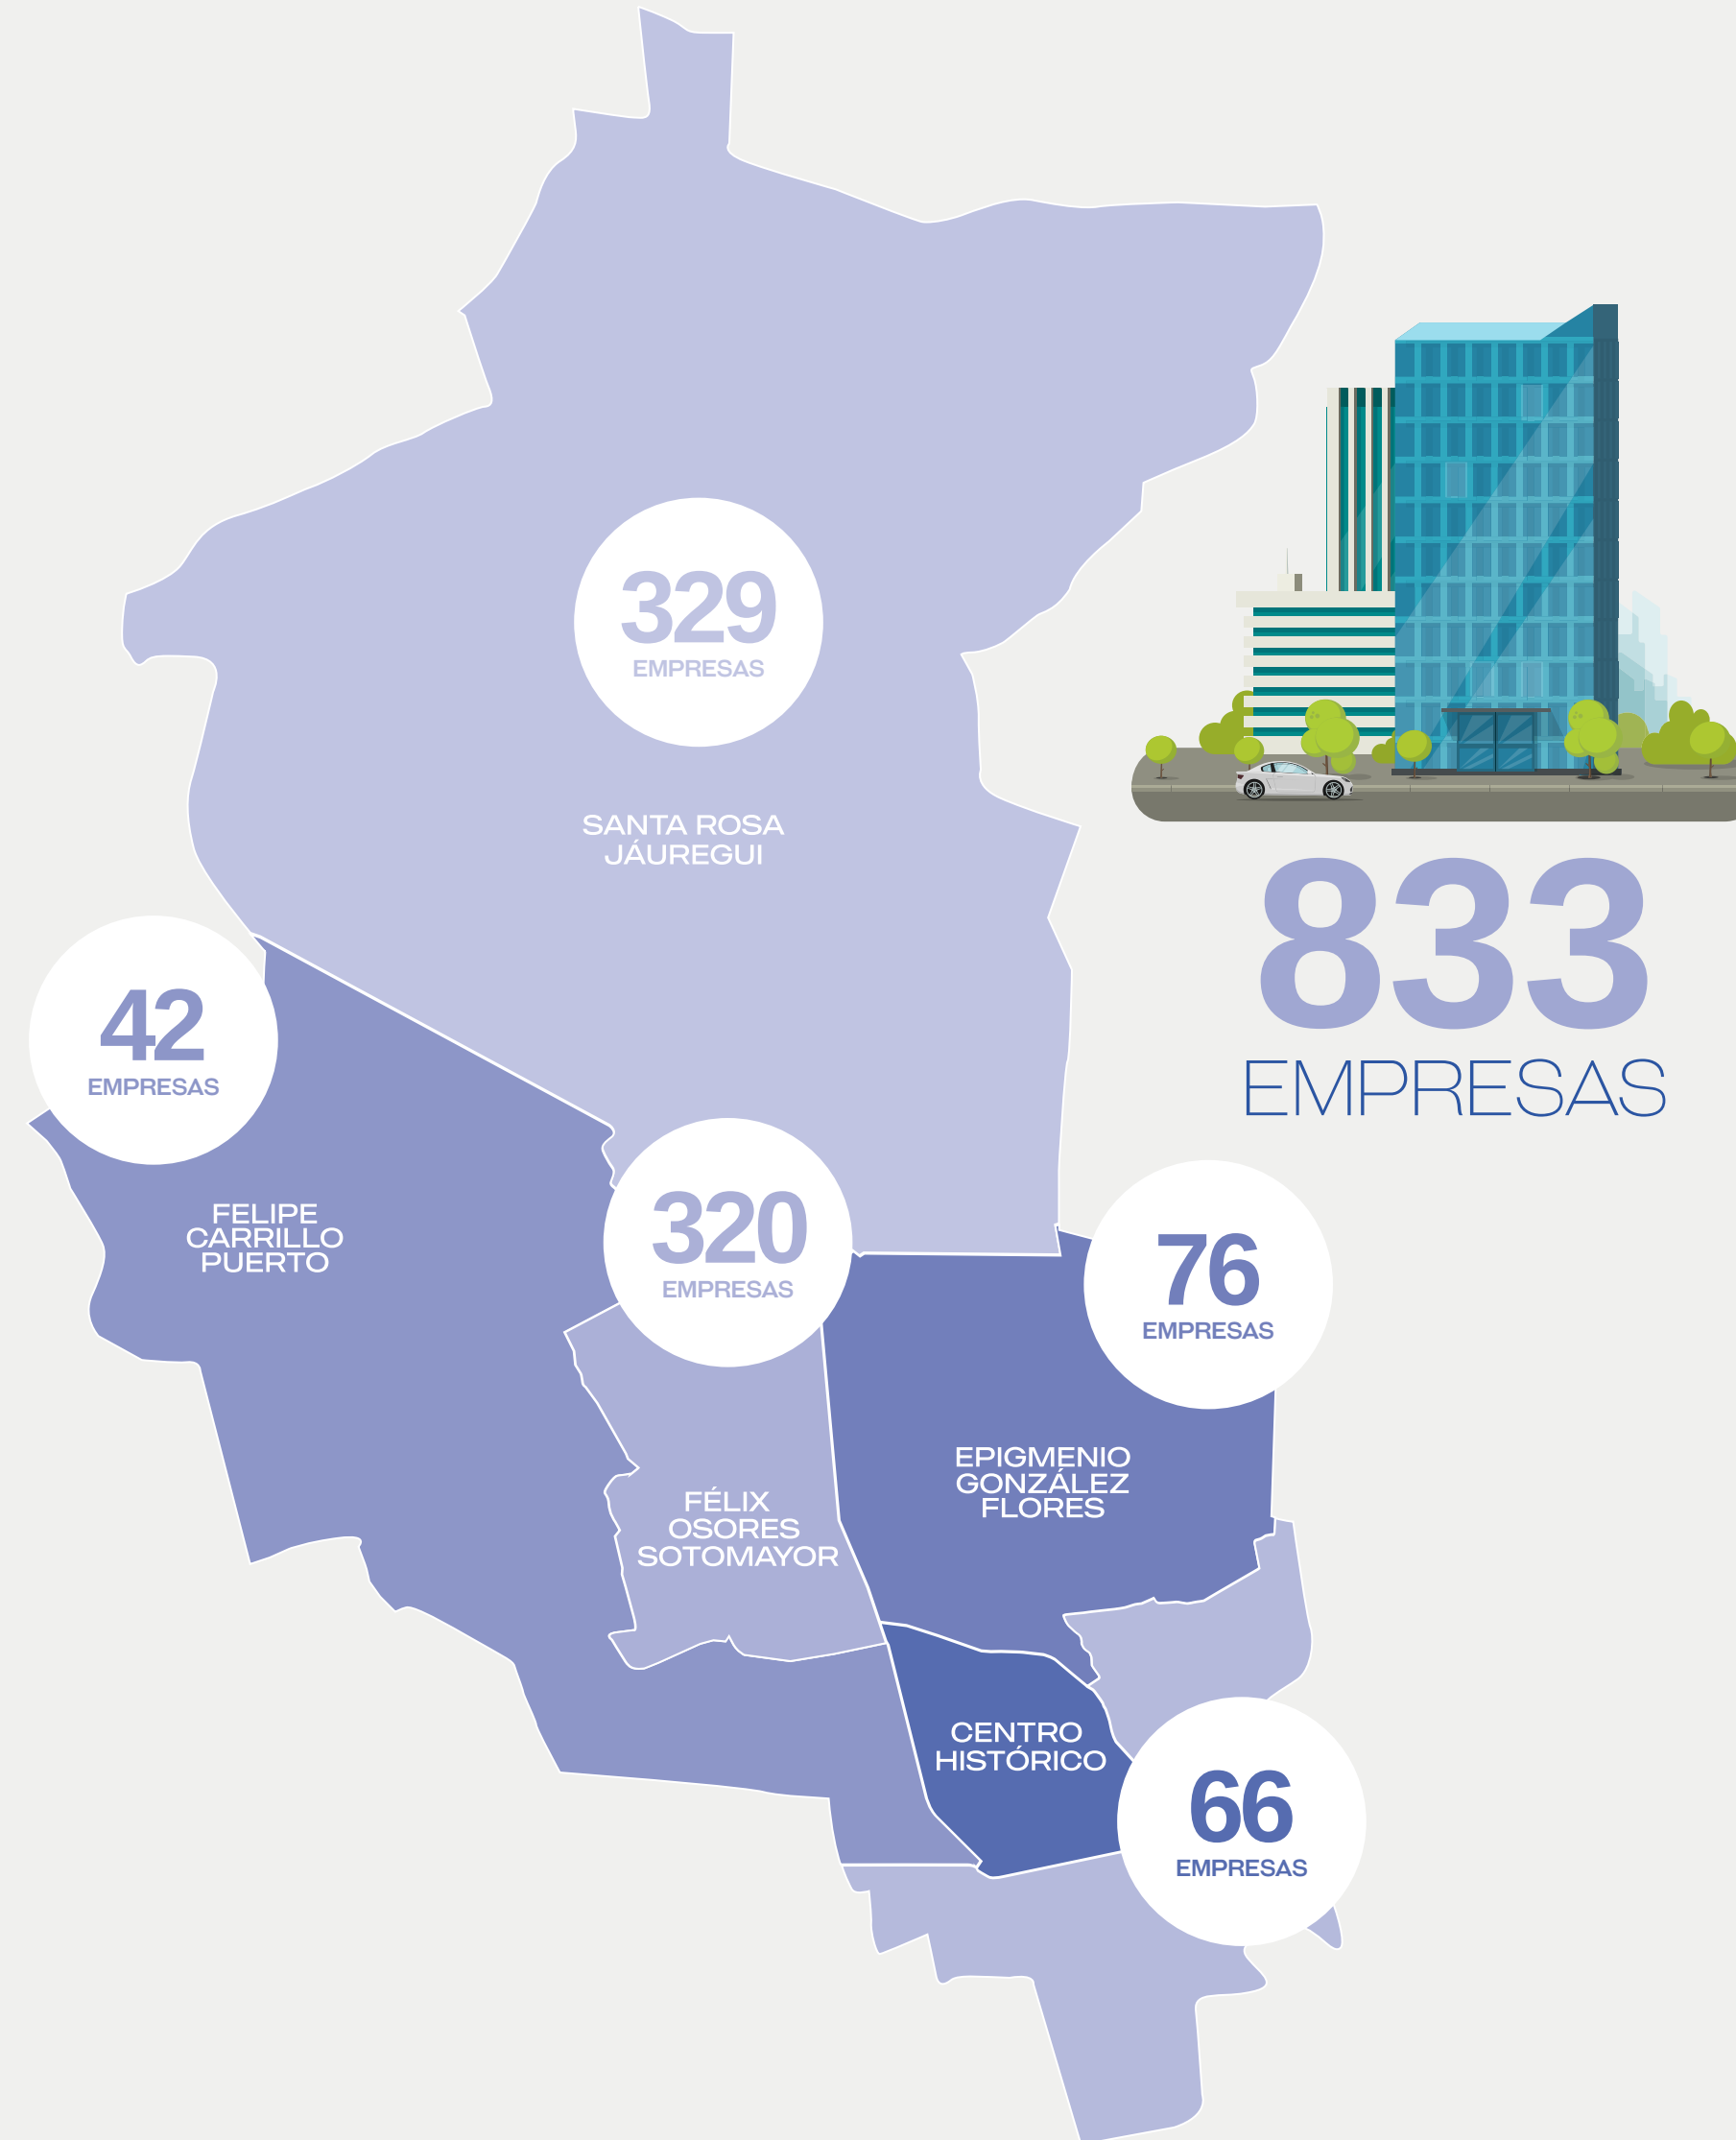 329
EMPRESAS
SANTA ROSA
JÁUREGUI
833
EMPRESAS
42
EMPRESAS
FELIPE
CARRILLO
PUERTO
320
EMPRESAS
FÉLIX
OSORES
SOTOMAYOR
76
EMPRESAS
EPIGMENIO
GONZÁLEZ
FLORES
CENTRO
HISTÓRICO
66
EMPRESAS